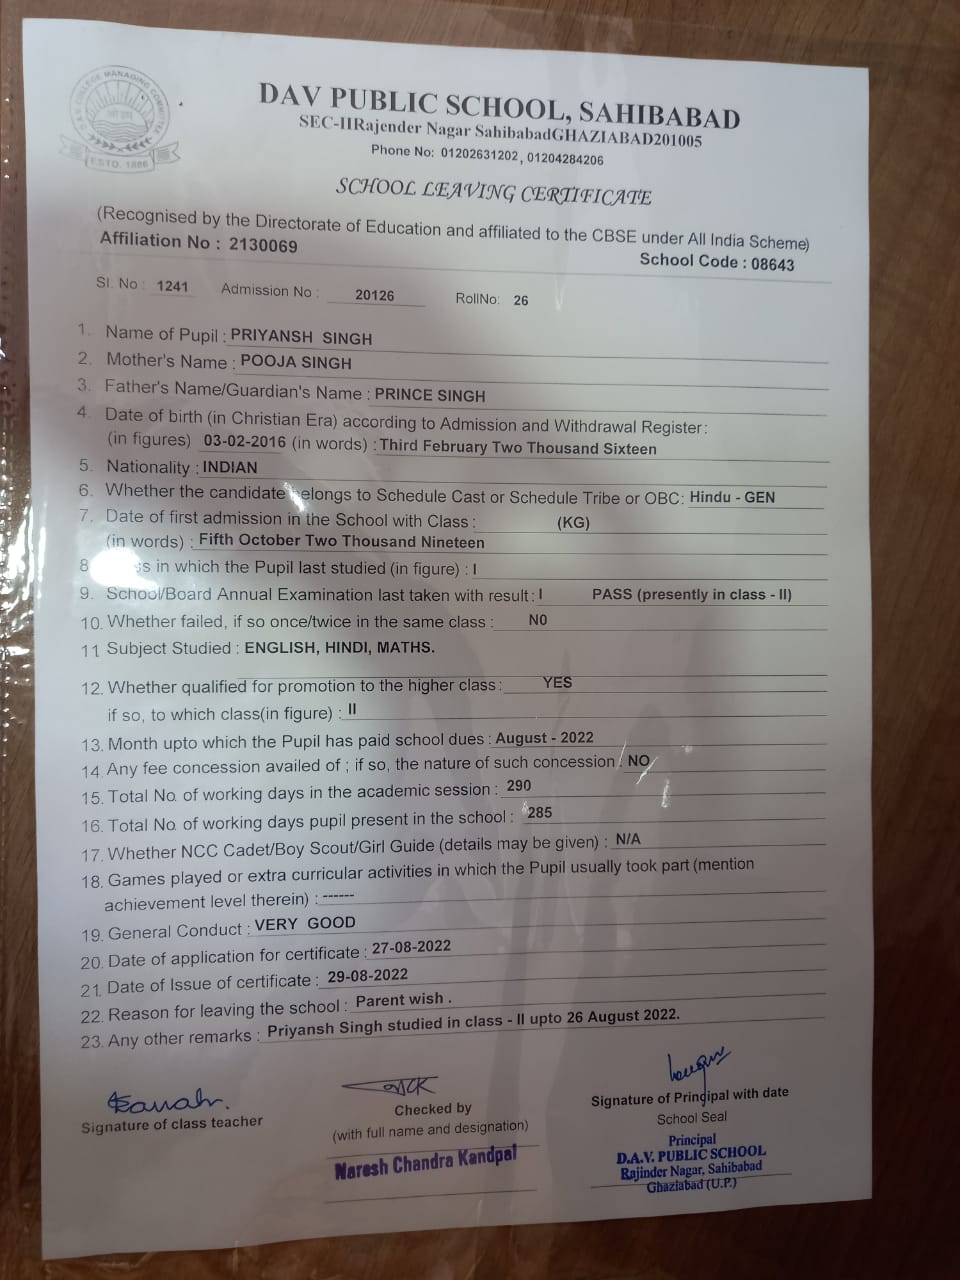 D.A.V. COLLEGE MANAGING COMMITTEE
ESTD. 1886
DAV PUBLIC SCHOOL, SAHIBABAD
SEC-IIRajender Nagar SahibabadGHAZIABAD201005
Phone No: 01202631202, 01204284206
SCHOOL LEAVING CERTIFICATE
(Recognised by the Directorate of Education and affiliated to the CBSE under All India Scheme)
Affiliation No : 2130069 School Code : 08643
Sl. No : 1241 Admission No : 20126 RollNo: 26
1. Name of Pupil : PRIYANSH SINGH
2. Mother's Name : POOJA SINGH
3. Father's Name/Guardian's Name : PRINCE SINGH
4. Date of birth (in Christian Era) according to Admission and Withdrawal Register:
(in figures) 03-02-2016 (in words) : Third February Two Thousand Sixteen
5. Nationality : INDIAN
6. Whether the candidate belongs to Schedule Cast or Schedule Tribe or OBC: Hindu - GEN
7. Date of first admission in the School with Class : (KG)
(in words) : Fifth October Two Thousand Nineteen
8 in which the Pupil last studied (in figure) : I
9. School/Board Annual Examination last taken with result : I PASS (presently in class - II)
10. Whether failed, if so once/twice in the same class : N0
11 Subject Studied : ENGLISH, HINDI, MATHS.
12. Whether qualified for promotion to the higher class : YES
if so, to which class(in figure) : II
13. Month upto which the Pupil has paid school dues : August - 2022
14. Any fee concession availed of ; if so, the nature of such concession : NO
15. Total No. of working days in the academic session : 290
16. Total No. of working days pupil present in the school : 285
17. Whether NCC Cadet/Boy Scout/Girl Guide (details may be given) : N/A
18. Games played or extra curricular activities in which the Pupil usually took part (mention
achievement level therein) : ------
19. General Conduct : VERY GOOD
20. Date of application for certificate : 27-08-2022
21. Date of Issue of certificate : 29-08-2022
22. Reason for leaving the school : Parent wish .
23. Any other remarks : Priyansh Singh studied in class - II upto 26 August 2022.
Signature of class teacher
Checked by
(with full name and designation)
Naresh Chandra Kandpal
Signature of Principal with date
School Seal
Principal
D.A.V. PUBLIC SCHOOL
Rajinder Nagar, Sahibabad
Ghaziabad (U.P.)